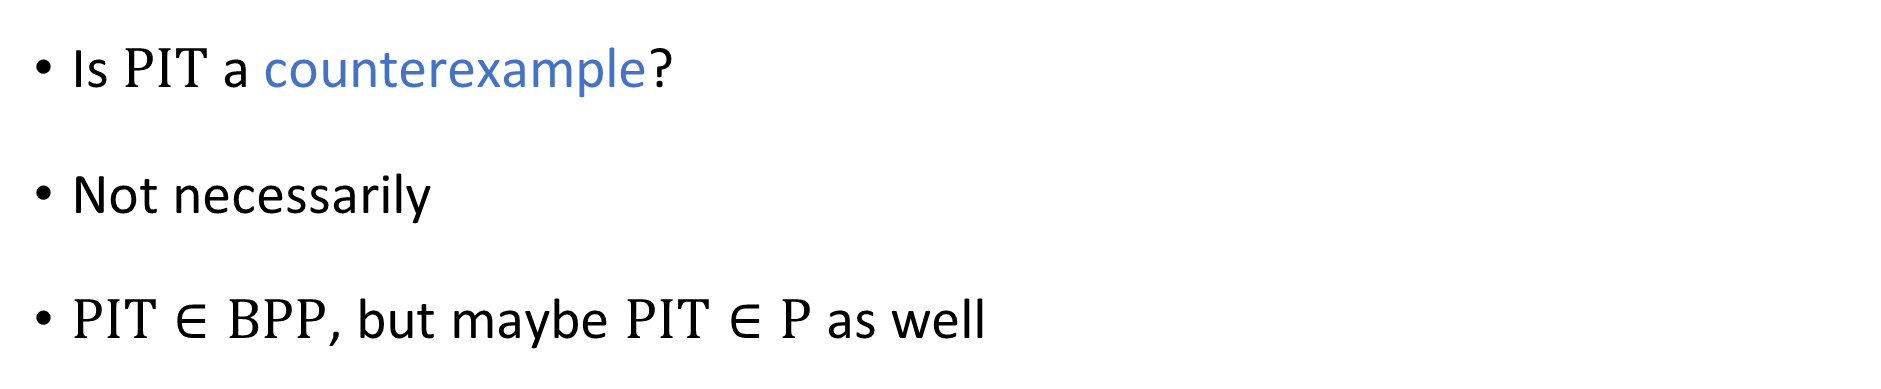 • Is PIT a counterexample?
• Not necessarily
• PIT ∈ BPP, but maybe PIT ∈ P as well